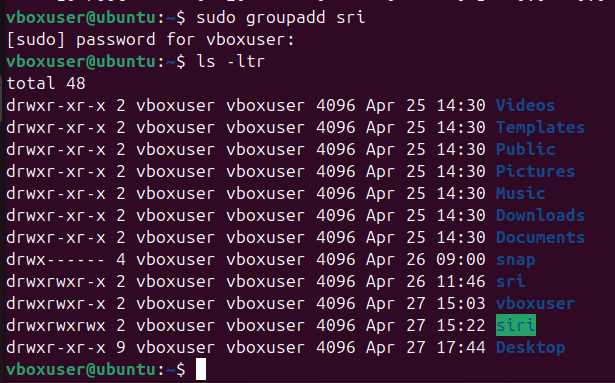 vboxuser@ubuntu:~$ sudo groupadd sri
[sudo] password for vboxuser:
vboxuser@ubuntu:~$ ls -ltr
total 48
drwxr-xr-x 2 vboxuser vboxuser 4096 Apr 25 14:30 Videos
drwxr-xr-x 2 vboxuser vboxuser 4096 Apr 25 14:30 Templates
drwxr-xr-x 2 vboxuser vboxuser 4096 Apr 25 14:30 Public
drwxr-xr-x 2 vboxuser vboxuser 4096 Apr 25 14:30 Pictures
drwxr-xr-x 2 vboxuser vboxuser 4096 Apr 25 14:30 Music
drwxr-xr-x 2 vboxuser vboxuser 4096 Apr 25 14:30 Downloads
drwxr-xr-x 2 vboxuser vboxuser 4096 Apr 25 14:30 Documents
drwx------ 4 vboxuser vboxuser 4096 Apr 26 09:00 snap
drwxrwxr-x 2 vboxuser vboxuser 4096 Apr 26 11:46 sri
drwxrwxr-x 2 vboxuser vboxuser 4096 Apr 27 15:03 vboxuser
drwxrwxrwx 2 vboxuser vboxuser 4096 Apr 27 15:22 siri
drwxr-xr-x 9 vboxuser vboxuser 4096 Apr 27 17:44 Desktop
vboxuser@ubuntu:~$